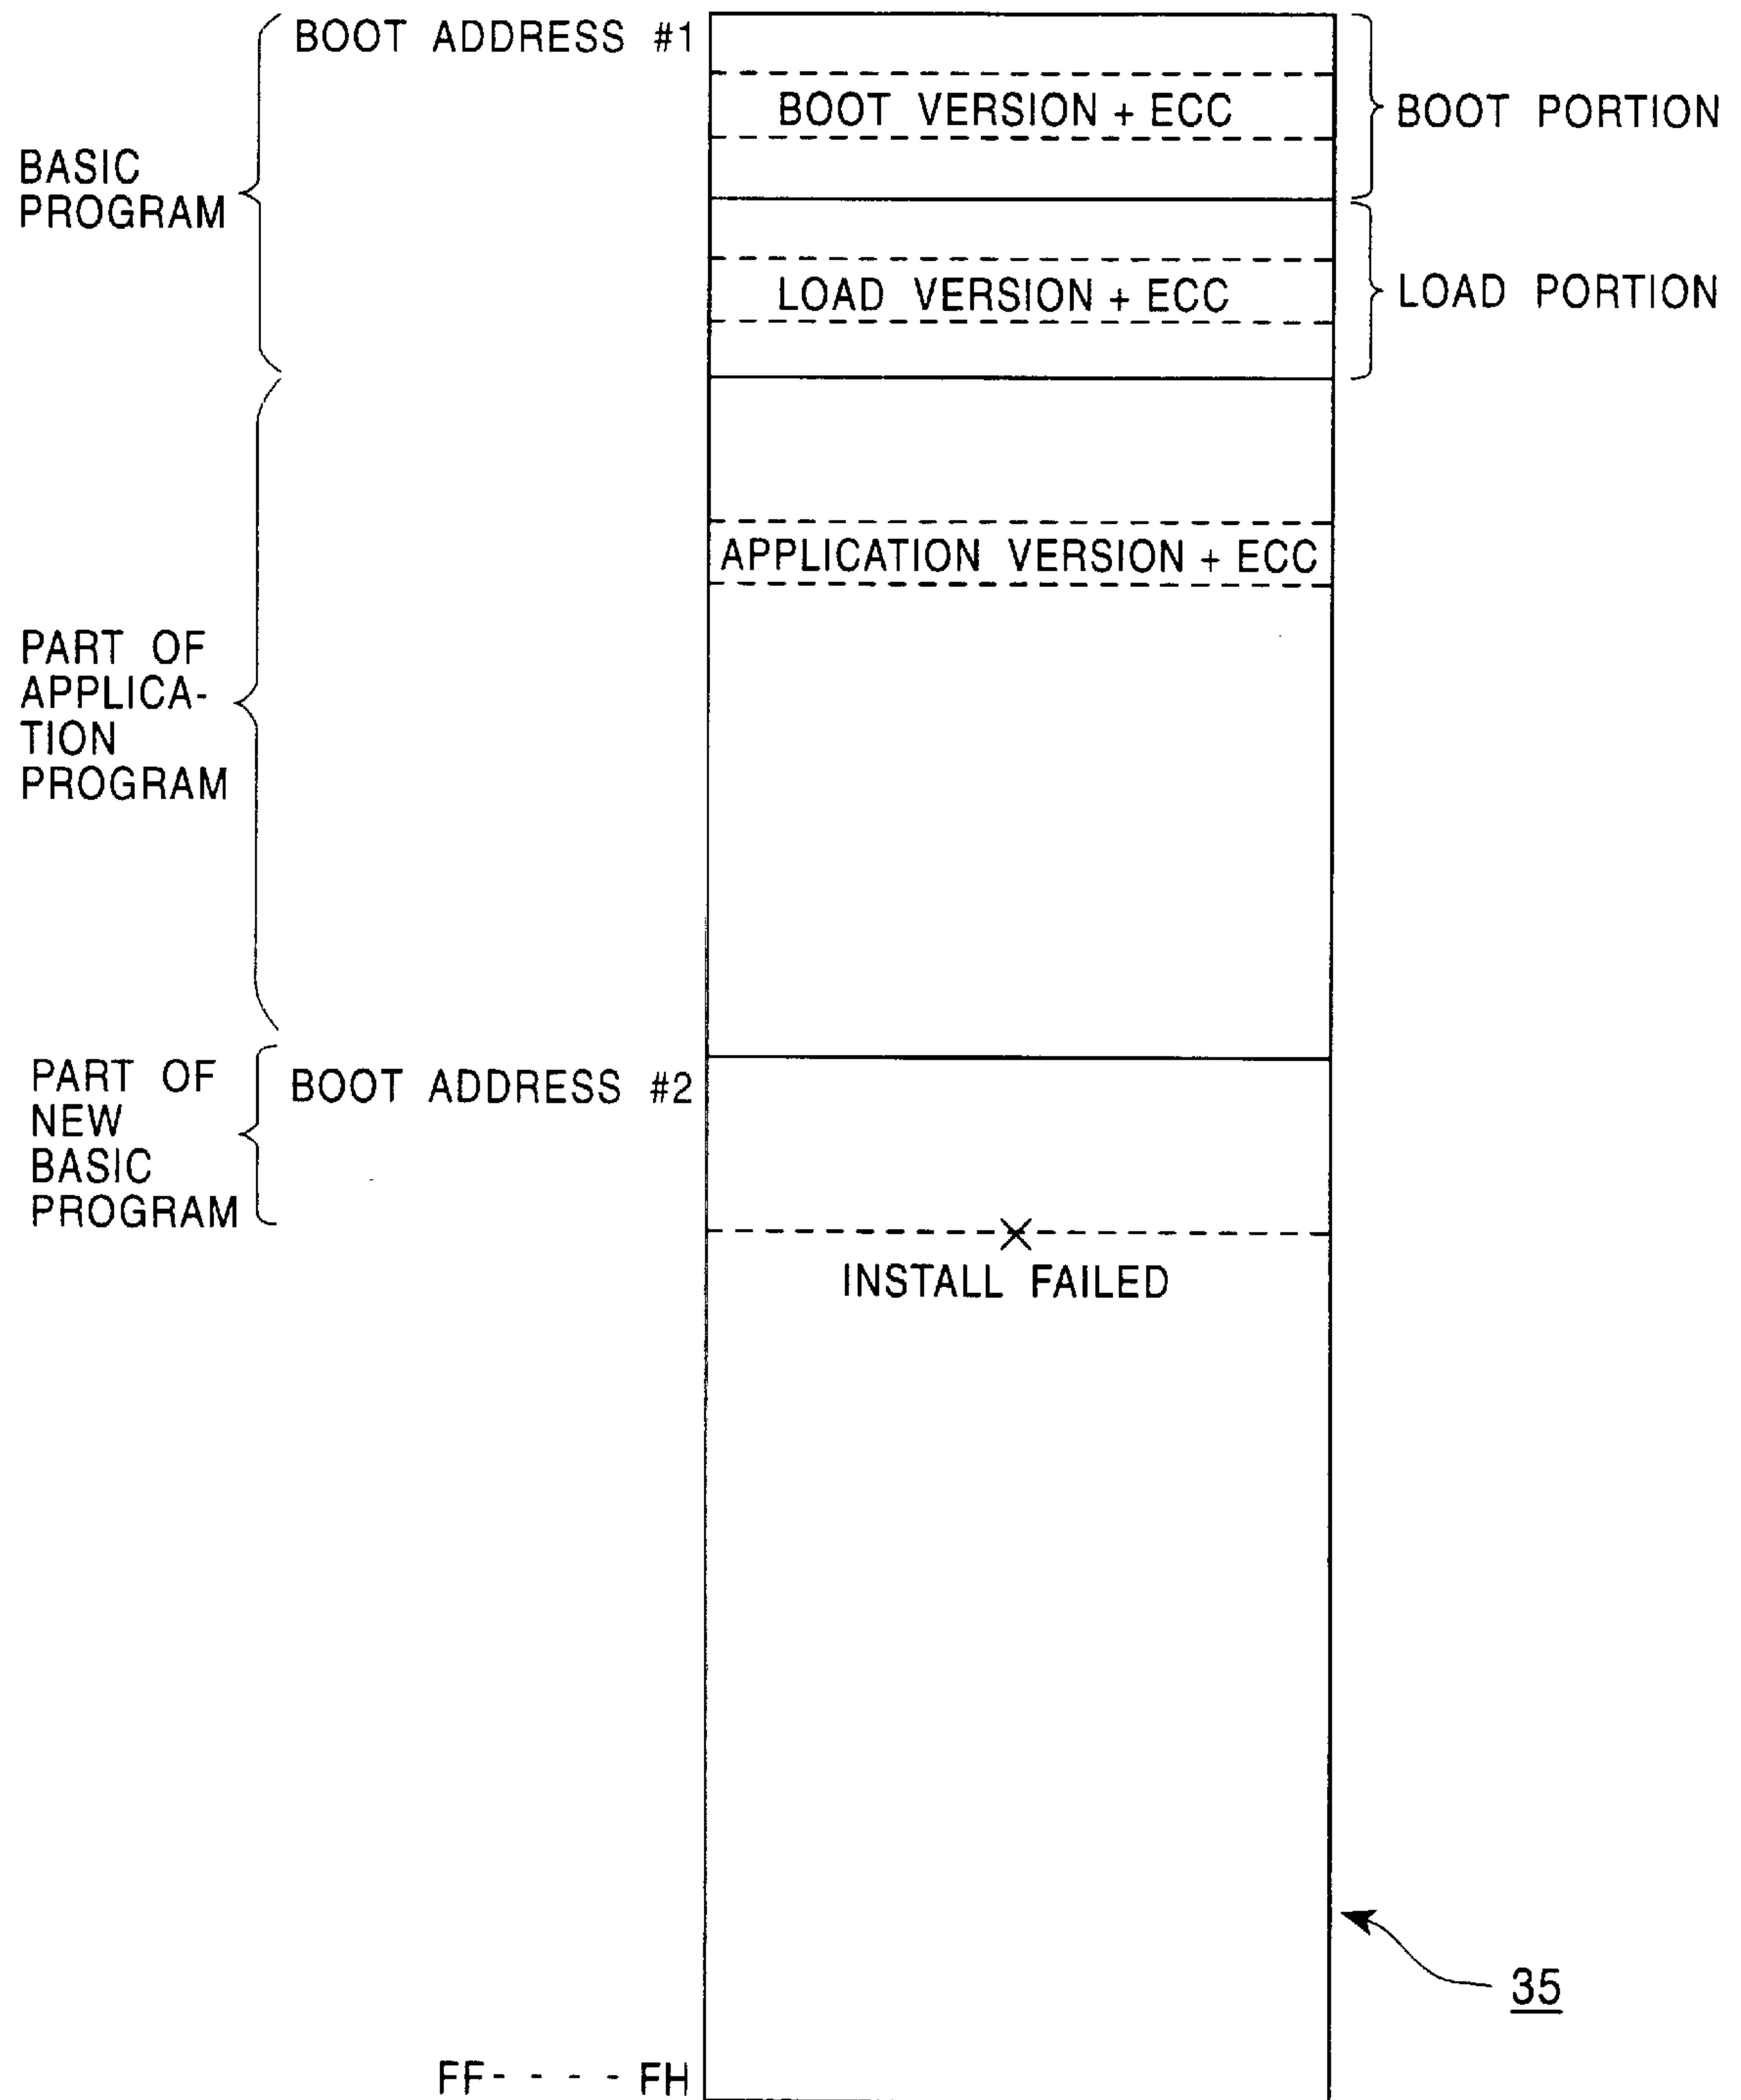 BOOT ADDRESS #1
BOOT VERSION + ECC
BOOT PORTION
BASIC
PROGRAM
LOAD VERSION + ECC
LOAD PORTION
APPLICATION VERSION + ECC
PART OF
APPLICA-
TION
PROGRAM
PART OF
NEW
BASIC
PROGRAM
BOOT ADDRESS #2
INSTALL FAILED
35
FF- - - - FH